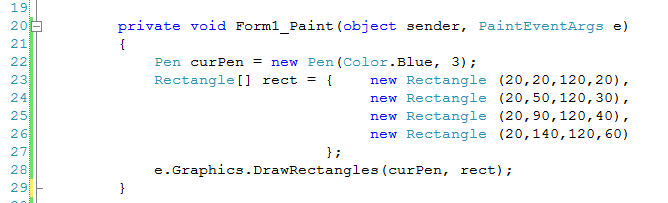 19
20 private void Form1_Paint(object sender, PaintEventArgs e)
21 {
22 Pen curPen = new Pen(Color.Blue, 3);
23 Rectangle[] rect = { new Rectangle (20,20,120,20),
24 new Rectangle (20,50,120,30),
25 new Rectangle (20,90,120,40),
26 new Rectangle (20,140,120,60)
27 };
28 e.Graphics.DrawRectangles(curPen, rect);
29 }